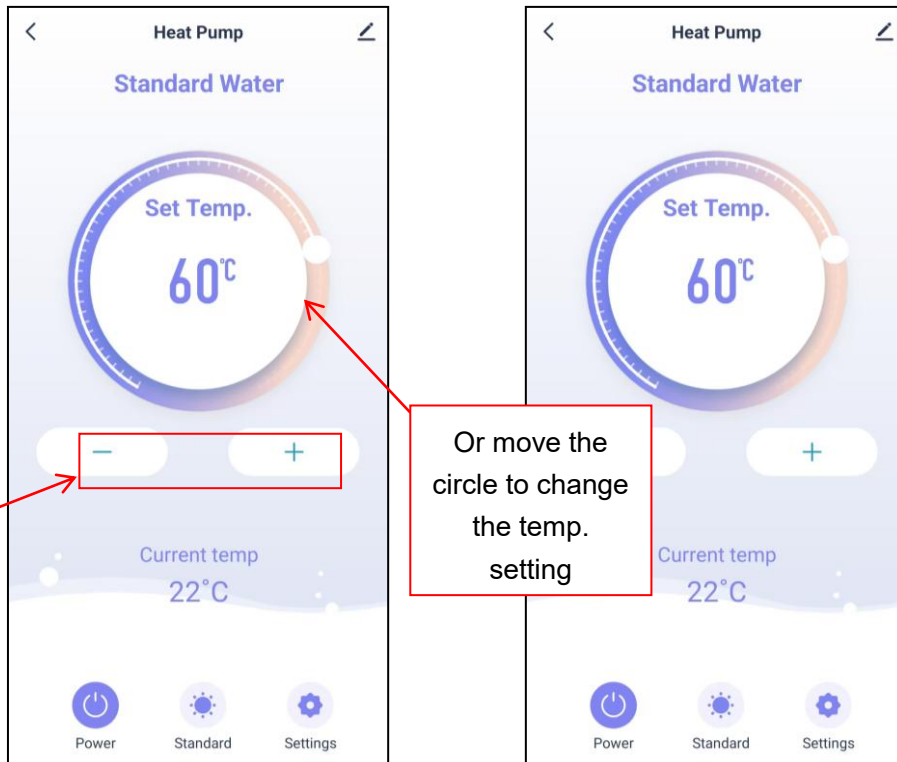 Heat Pump
Standard Water
Set Temp.
60°C
− +
Current temp
22°C
Power Standard Settings
Or move the
circle to change
the temp.
setting
Heat Pump
Standard Water
Set Temp.
60°C
+
Current temp
22°C
Power Standard Settings